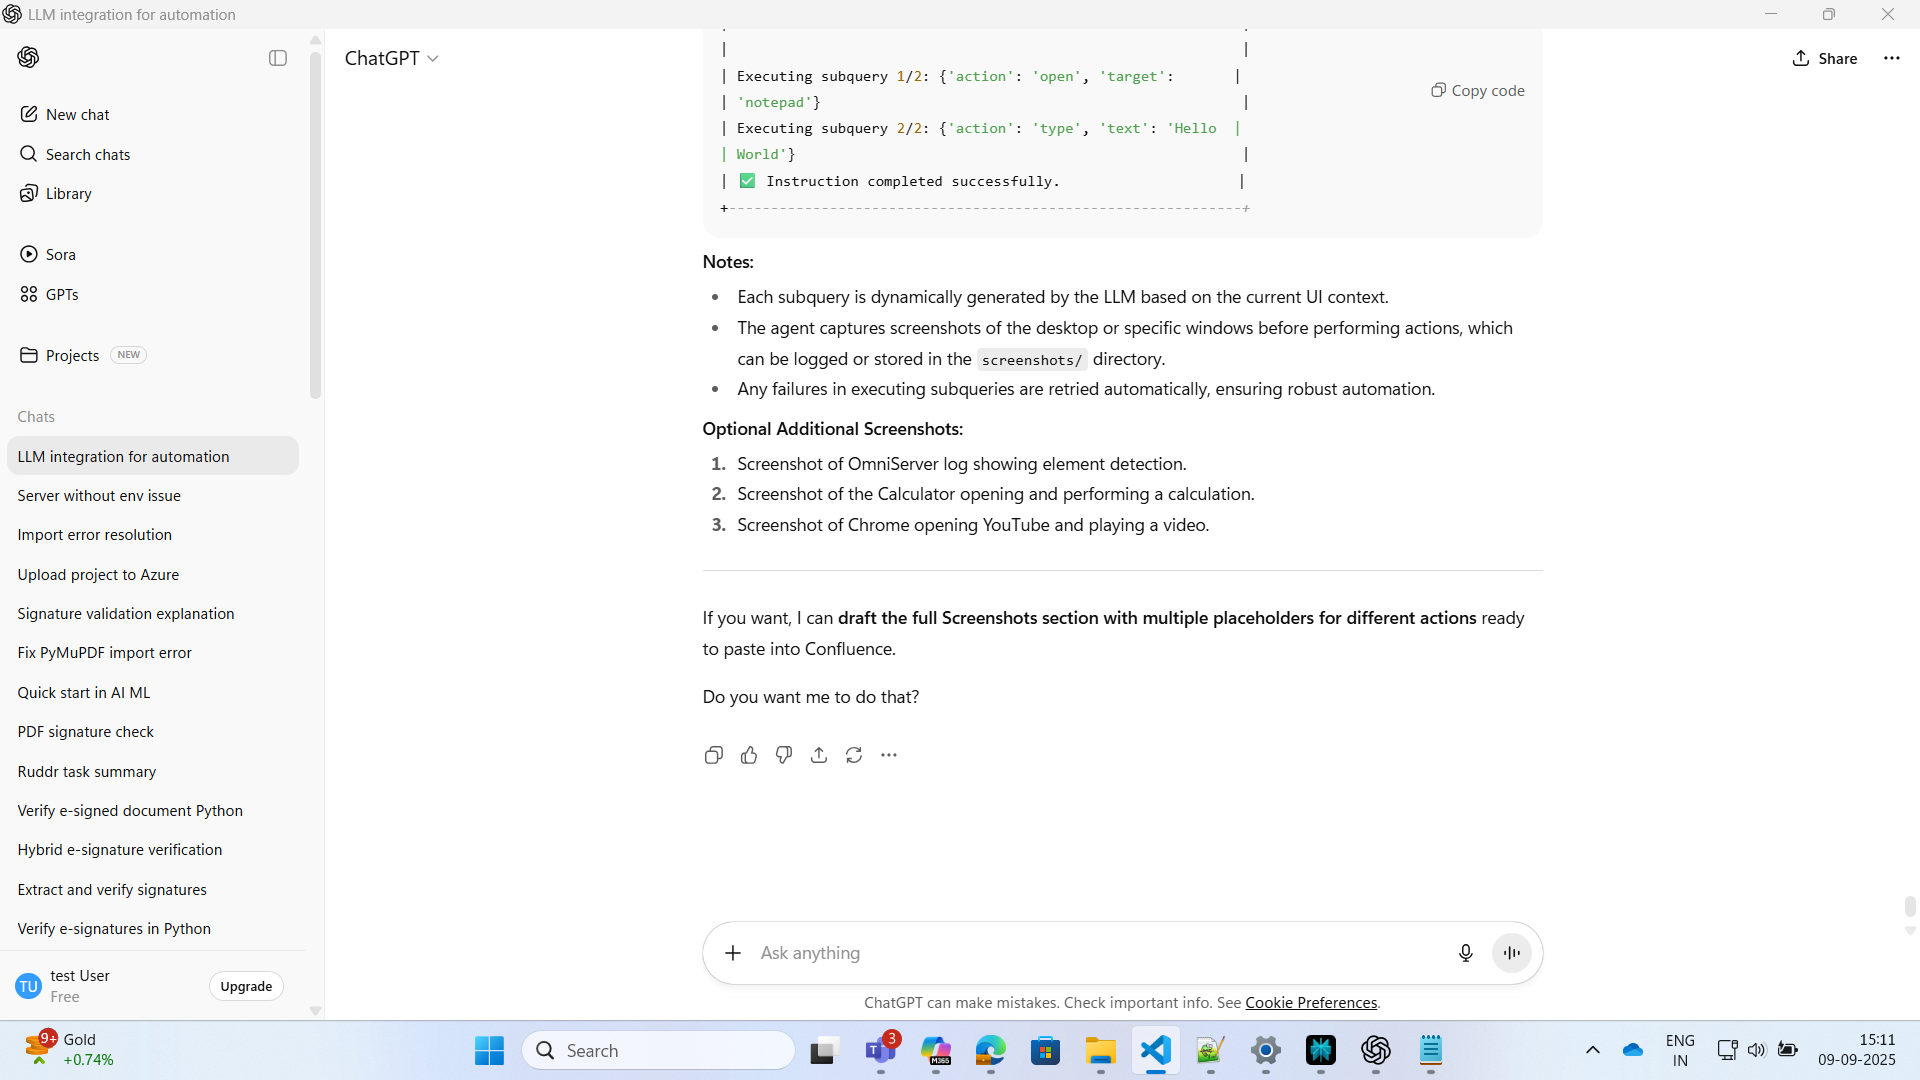 LLM integration for automation
ChatGPT
Share
New chat
Search chats
Library
Sora
GPTs
Projects NEW
Chats
LLM integration for automation
Server without env issue
Import error resolution
Upload project to Azure
Signature validation explanation
Fix PyMuPDF import error
Quick start in AI ML
PDF signature check
Ruddr task summary
Verify e-signed document Python
Hybrid e-signature verification
Extract and verify signatures
Verify e-signatures in Python
TU
test User
Free
Upgrade
Copy code
| |
| Executing subquery 1/2: {'action': 'open', 'target': |
| 'notepad'} |
| Executing subquery 2/2: {'action': 'type', 'text': 'Hello |
| World'} |
| ✅ Instruction completed successfully. |
+-------------------------------------------------------------+
Notes:
• Each subquery is dynamically generated by the LLM based on the current UI context.
• The agent captures screenshots of the desktop or specific windows before performing actions, which
can be logged or stored in the screenshots/ directory.
• Any failures in executing subqueries are retried automatically, ensuring robust automation.
Optional Additional Screenshots:
1. Screenshot of OmniServer log showing element detection.
2. Screenshot of the Calculator opening and performing a calculation.
3. Screenshot of Chrome opening YouTube and playing a video.
If you want, I can draft the full Screenshots section with multiple placeholders for different actions ready
to paste into Confluence.
Do you want me to do that?
Ask anything
ChatGPT can make mistakes. Check important info. See Cookie Preferences.
9+
Gold
+0.74%
Search
3
M365
ENG
IN
15:11
09-09-2025